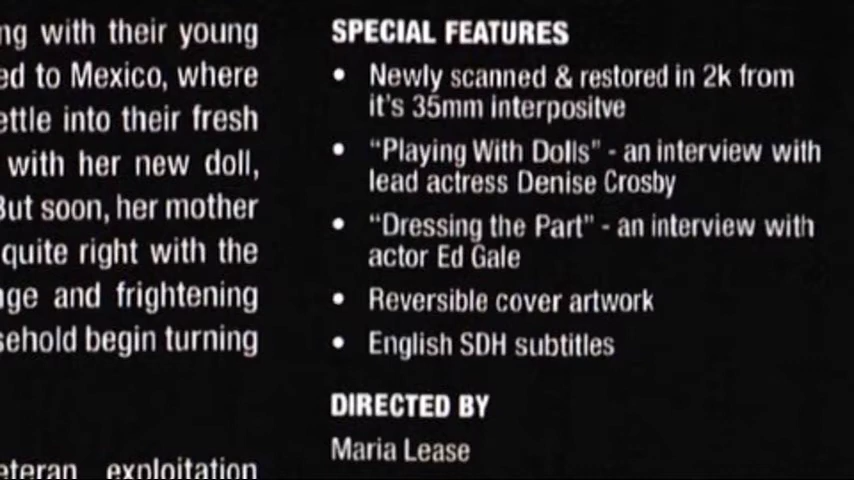 ng with their young
ed to Mexico, where
ettle into their fresh
with her new doll,
But soon, her mother
quite right with the
nge and frightening
sehold begin turning
eteran exploitation
SPECIAL FEATURES
• Newly scanned & restored in 2k from
it's 35mm interpositve
• "Playing With Dolls" - an interview with
lead actress Denise Crosby
• "Dressing the Part" - an interview with
actor Ed Gale
• Reversible cover artwork
• English SDH subtitles
DIRECTED BY
Maria Lease